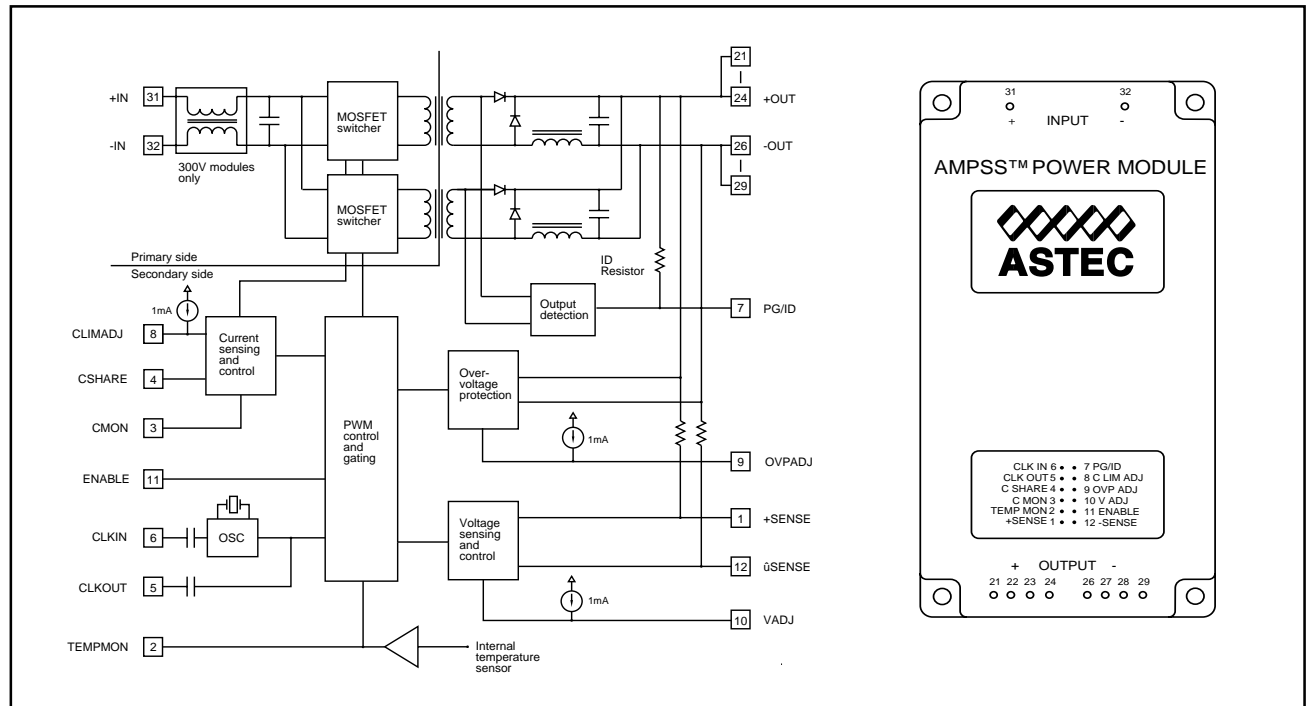 +IN 31
-IN 32
300V modules
only
MOSFET
switcher
MOSFET
switcher
Primary side
Secondary side
1mA
CLIMADJ 8
CSHARE 4
CMON 3
ENABLE 11
CLKIN 6
CLKOUT 5
TEMPMON 2
Current
sensing
and
control
OSC
PWM
control
and
gating
Over-
voltage
protection
Voltage
sensing
and
control
Output
detection
ID
Resistor
1mA
1mA
Internal
temperature
sensor
21
24 +OUT
26 -OUT
29
7 PG/ID
9 OVPADJ
1 +SENSE
12 ûSENSE
10 VADJ
31 32
+ INPUT -
AMPSS™ POWER MODULE
ASTEC
CLK IN 6 • • 7 PG/ID
CLK OUT 5 • • 8 C LIM ADJ
C SHARE 4 • • 9 OVP ADJ
C MON 3 • • 10 V ADJ
TEMP MON 2 • • 11 ENABLE
+SENSE 1 • • 12 -SENSE
+ OUTPUT -
21 22 23 24 26 27 28 29